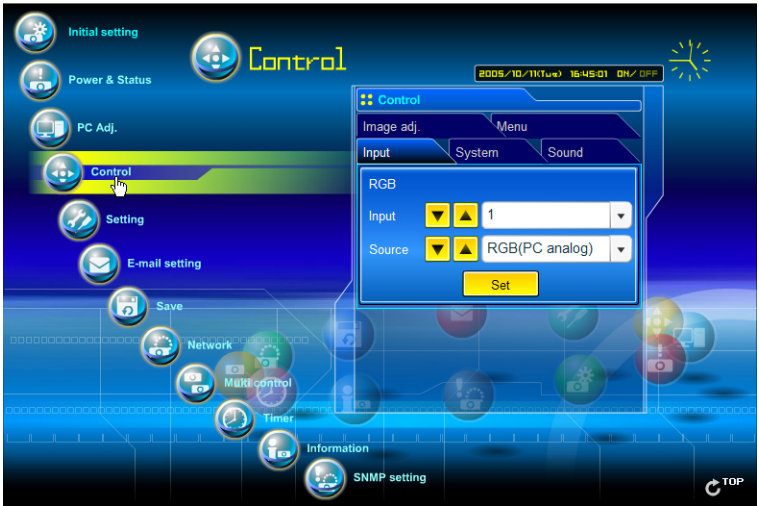 Initial setting
Power & Status
PC Adj.
Control
Setting
E-mail setting
Save
Network
Multi control
Timer
Information
SNMP setting
Control
2005/10/11(Tue) 16:45:01 ON/OFF
Control
Image adj. Menu
Input System Sound
RGB
Input 1
Source RGB(PC analog)
Set
TOP